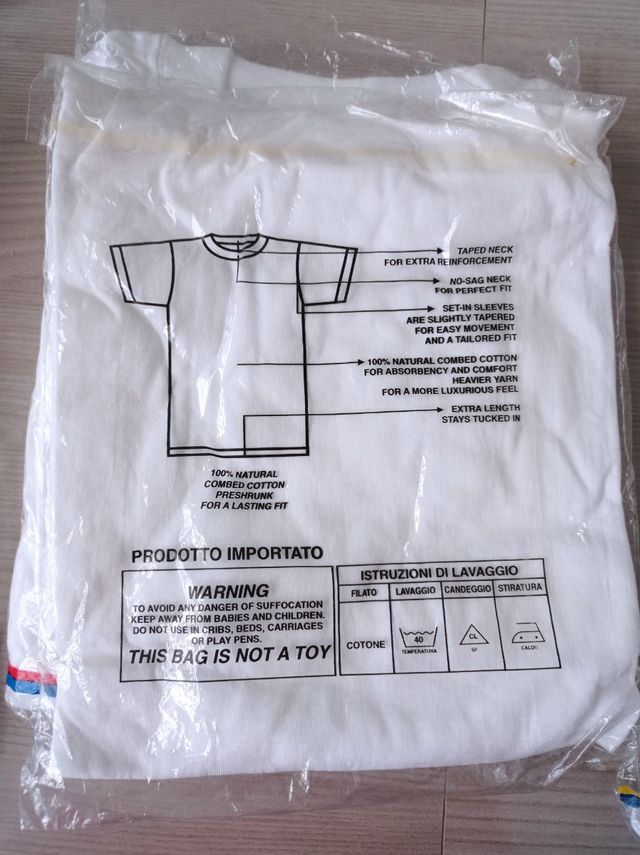 TAPED NECK
FOR EXTRA REINFORCEMENT
NO-SAG NECK
FOR PERFECT FIT
SET-IN SLEEVES
ARE SLIGHTLY TAPERED
FOR EASY MOVEMENT
AND A TAILORED FIT
100% NATURAL COMBED COTTON
FOR ABSORBENCY AND COMFORT
HEAVIER YARN
FOR A MORE LUXURIOUS FEEL
EXTRA LENGTH
STAYS TUCKED IN
100% NATURAL
COMBED COTTON
PRESHRUNK
FOR A LASTING FIT
PRODOTTO IMPORTATO
WARNING
TO AVOID ANY DANGER OF SUFFOCATION
KEEP AWAY FROM BABIES AND CHILDREN.
DO NOT USE IN CRIBS, BEDS, CARRIAGES
OR PLAY PENS.
THIS BAG IS NOT A TOY
ISTRUZIONI DI LAVAGGIO
FILATO LAVAGGIO CANDEGGIO STIRATURA
COTONE 40 CL
TEMPERATURA SF CALDO